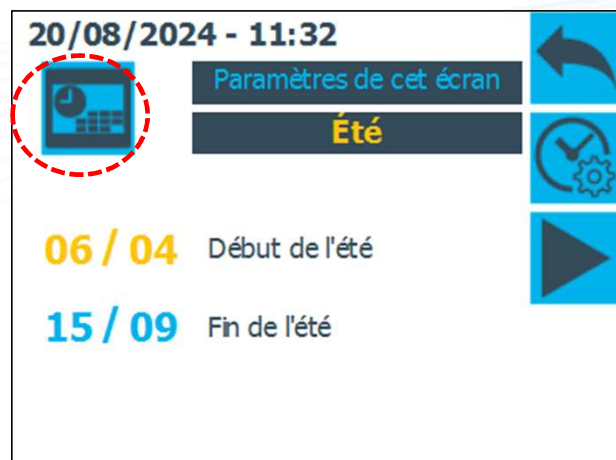 20/08/2024 - 11:32
Paramètres de cet écran
Été
06 / 04 Début de l'été
15 / 09 Fin de l'été